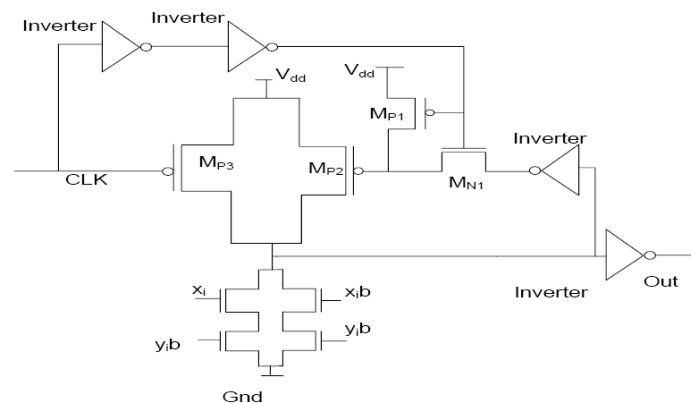 Inverter
Inverter
Vdd
Vdd
MP1
Inverter
MP3
MP2
MN1
CLK
xi
xib
Inverter
Out
yib
yib
Gnd